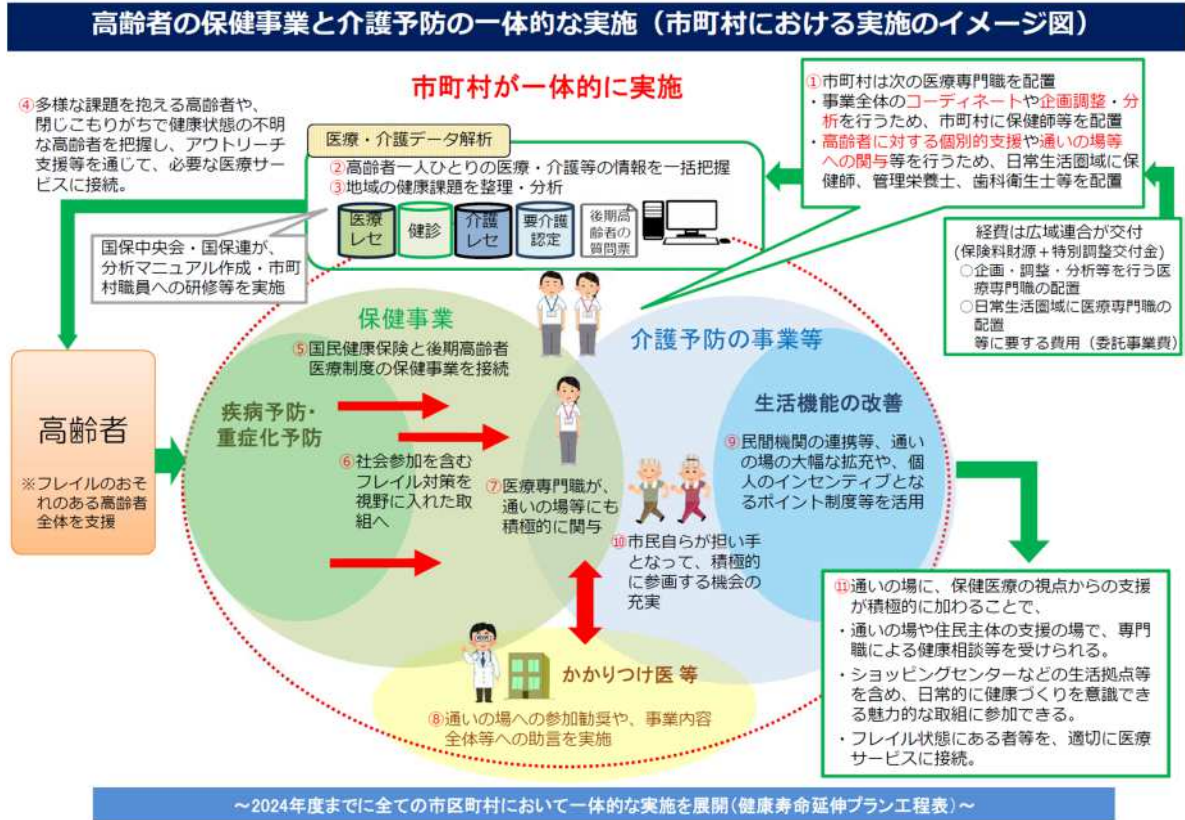 高齢者の保健事業と介護予防の一体的な実施（市町村における実施のイメージ図）
市町村が一体的に実施
①市町村は次の医療専門職を配置
・事業全体のコーディネートや企画調整・分
析を行うため、市町村に保健師等を配置
・高齢者に対する個別的支援や通いの場等
への関与等を行うため、日常生活圏域に保
健師、管理栄養士、歯科衛生士等を配置
④多様な課題を抱える高齢者や、
閉じこもりがちで健康状態の不明
な高齢者を把握し、アウトリーチ
支援等を通じて、必要な医療サー
ビスに接続。
医療・介護データ解析
②高齢者一人ひとりの医療・介護等の情報を一括把握
③地域の健康課題を整理・分析
医療
レセ
健診
介護
レセ
要介護
認定
後期高
齢者の
質問票
国保中央会・国保連が、
分析マニュアル作成・市町
村職員への研修等を実施
経費は広域連合が交付
(保険料財源＋特別調整交付金)
○企画・調整・分析等を行う医
療専門職の配置
○日常生活圏域に医療専門職の
配置
等に要する費用（委託事業費）
保健事業
⑤国民健康保険と後期高齢者
医療制度の保健事業を接続
介護予防の事業等
高齢者
※フレイルのおそ
れのある高齢者
全体を支援
疾病予防・
重症化予防
⑥社会参加を含む
フレイル対策を
視野に入れた取
組へ
⑦医療専門職が、
通いの場等にも
積極的に関与
生活機能の改善
⑨民間機関の連携等、通い
の場の大幅な拡充や、個
人のインセンティブとな
るポイント制度等を活用
⑩市民自らが担い手
となって、積極的
に参画する機会の
充実
かかりつけ医 等
⑧通いの場への参加勧奨や、事業内容
全体等への助言を実施
⑪通いの場に、保健医療の視点からの支援
が積極的に加わることで、
・通いの場や住民主体の支援の場で、専門
職による健康相談等を受けられる。
・ショッピングセンターなどの生活拠点等
を含め、日常的に健康づくりを意識でき
る魅力的な取組に参加できる。
・フレイル状態にある者等を、適切に医療
サービスに接続。
～2024年度までに全ての市区町村において一体的な実施を展開(健康寿命延伸プラン工程表)～